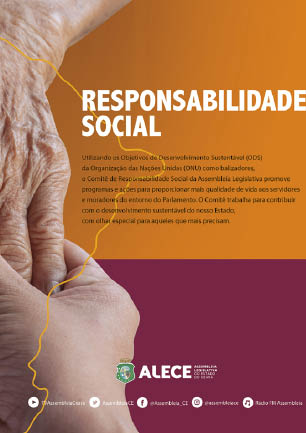 RESPONSABILIDADE
SOCIAL
Utilizando os Objetivos de Desenvolvimento Sustentável (ODS)
da Organização das Nações Unidas (ONU) como balizadores,
o Comitê de Responsabilidade Social da Assembleia Legislativa promove
programas e ações para proporcionar mais qualidade de vida aos servidores
e moradores do entorno do Parlamento. O Comitê trabalha para contribuir
com o desenvolvimento sustentável do nosso Estado,
com olhar especial para aqueles que mais precisam.
ALECE
ASSEMBLEIA
LEGISLATIVA
DO ESTADO
DO CEARÁ
AssembleiaCE
@Assembleia_CE
@assembleiace
Rádio FM Assembleia